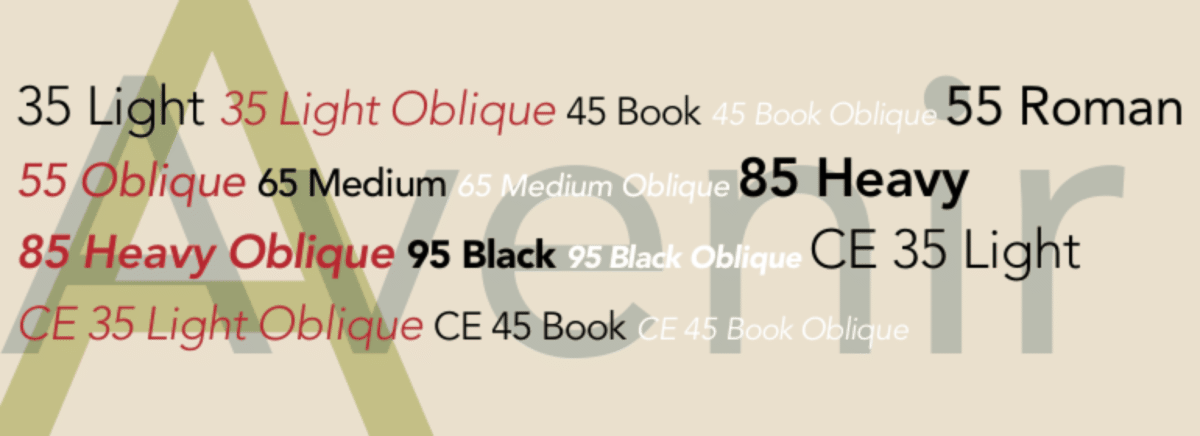 A
Avenir
35 Light 35 Light Oblique 45 Book 45 Book Oblique 55 Roman
55 Oblique 65 Medium 65 Medium Oblique 85 Heavy
85 Heavy Oblique 95 Black 95 Black Oblique CE 35 Light
CE 35 Light Oblique CE 45 Book CE 45 Book Oblique